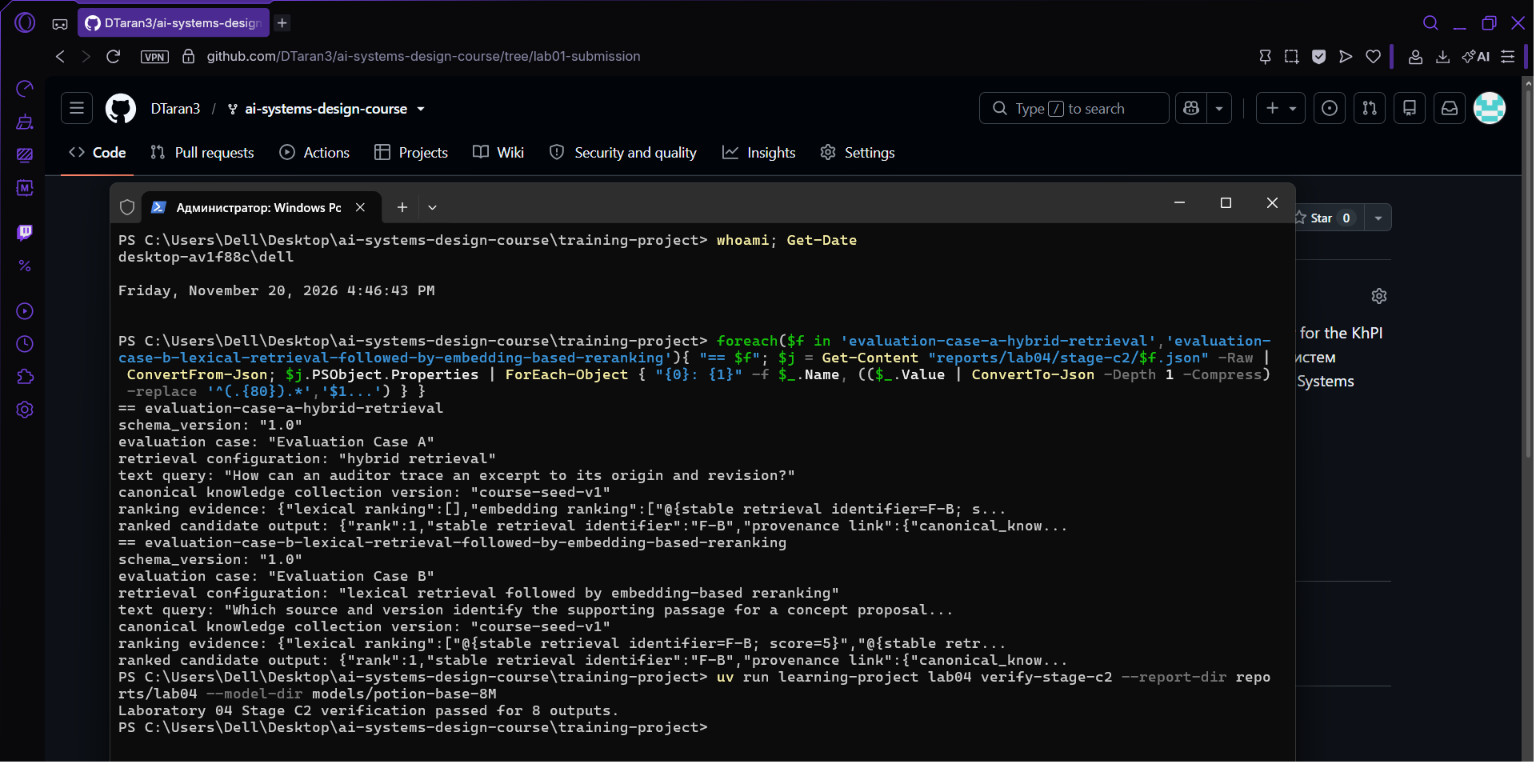 DTaran3/ai-systems-design
VPN
github.com/DTaran3/ai-systems-design-course/tree/lab01-submission
AI
DTaran3 / ai-systems-design-course
Type / to search
Code
Pull requests
Actions
Projects
Wiki
Security and quality
Insights
Settings
Администратор: Windows Pc
Star 0
for the KhPI
истем
Systems
PS C:\Users\Dell\Desktop\ai-systems-design-course\training-project> whoami; Get-Date
desktop-av1f88c\dell
Friday, November 20, 2026 4:46:43 PM
PS C:\Users\Dell\Desktop\ai-systems-design-course\training-project> foreach($f in 'evaluation-case-a-hybrid-retrieval','evaluation-
case-b-lexical-retrieval-followed-by-embedding-based-reranking'){ "== $f"; $j = Get-Content "reports/lab04/stage-c2/$f.json" -Raw |
ConvertFrom-Json; $j.PSObject.Properties | ForEach-Object { "{0}: {1}" -f $_.Name, (($_.Value | ConvertTo-Json -Depth 1 -Compress)
-replace '^(.{80}).*','$1...') } }
== evaluation-case-a-hybrid-retrieval
schema_version: "1.0"
evaluation case: "Evaluation Case A"
retrieval configuration: "hybrid retrieval"
text query: "How can an auditor trace an excerpt to its origin and revision?"
canonical knowledge collection version: "course-seed-v1"
ranking evidence: {"lexical ranking":[],"embedding ranking":["@{stable retrieval identifier=F-B; s...
ranked candidate output: {"rank":1,"stable retrieval identifier":"F-B","provenance link":{"canonical_know...
== evaluation-case-b-lexical-retrieval-followed-by-embedding-based-reranking
schema_version: "1.0"
evaluation case: "Evaluation Case B"
retrieval configuration: "lexical retrieval followed by embedding-based reranking"
text query: "Which source and version identify the supporting passage for a concept proposal...
canonical knowledge collection version: "course-seed-v1"
ranking evidence: {"lexical ranking":["@{stable retrieval identifier=F-B; score=5}","@{stable retr...
ranked candidate output: {"rank":1,"stable retrieval identifier":"F-B","provenance link":{"canonical_know...
PS C:\Users\Dell\Desktop\ai-systems-design-course\training-project> uv run learning-project lab04 verify-stage-c2 --report-dir repo
rts/lab04 --model-dir models/potion-base-8M
Laboratory 04 Stage C2 verification passed for 8 outputs.
PS C:\Users\Dell\Desktop\ai-systems-design-course\training-project>